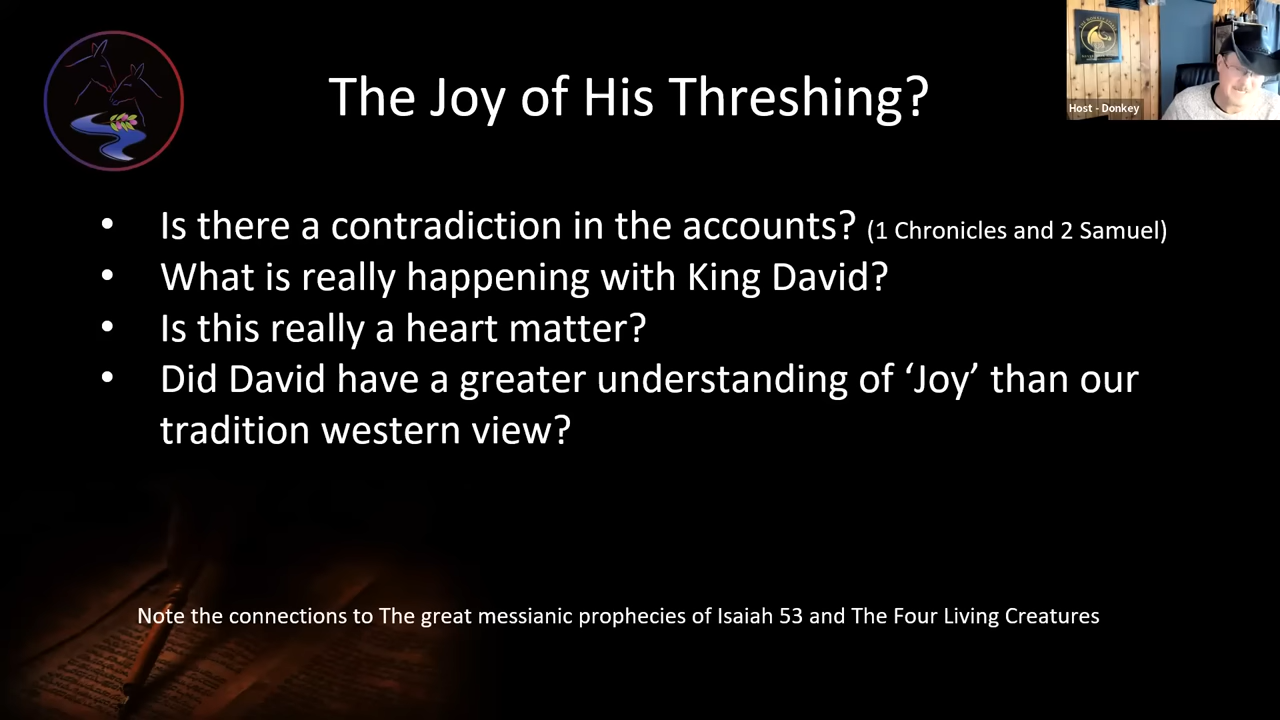 The Joy of His Threshing?
Host - Donkey
• Is there a contradiction in the accounts? (1 Chronicles and 2 Samuel)
• What is really happening with King David?
• Is this really a heart matter?
• Did David have a greater understanding of ‘Joy’ than our
tradition western view?
Note the connections to The great messianic prophecies of Isaiah 53 and The Four Living Creatures